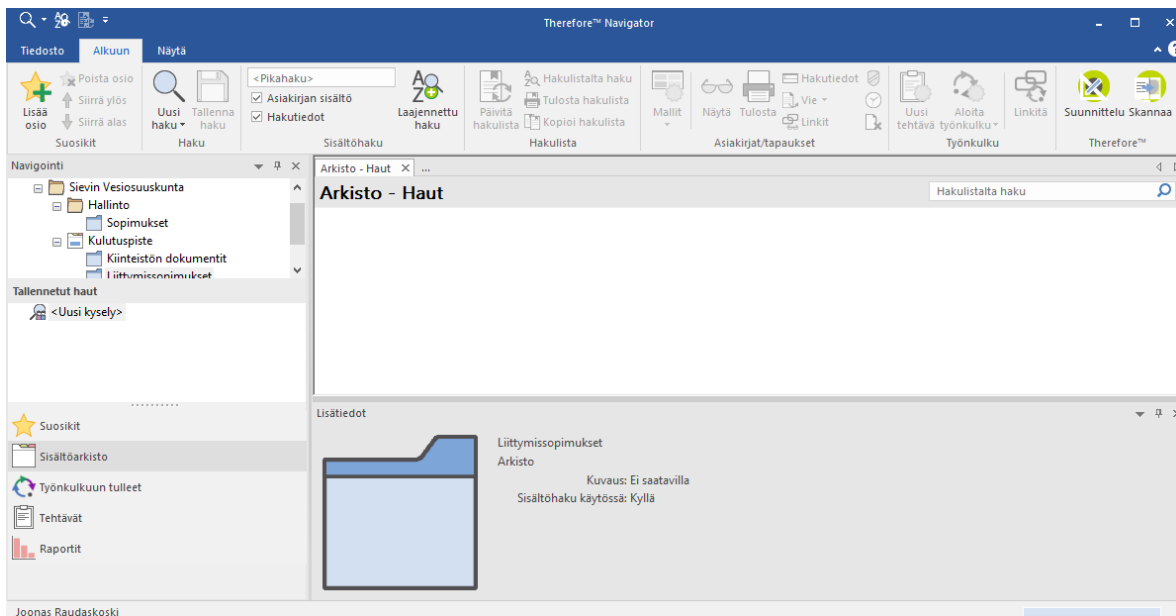 Therefore™ Navigator
Tiedosto Alkuun Näytä
Lisää osio
Poista osio
Siirrä ylös
Siirrä alas
Suosikit
Uusi haku
Tallenna haku
Haku
<Pikahaku>
Asiakirjan sisältö
Hakutiedot
Laajennettu haku
Sisältöhaku
Päivitä hakulista
Hakulistalta haku
Tulosta hakulista
Kopioi hakulista
Hakulista
Mallit
Näytä
Tulosta
Hakutiedot
Vie
Linkit
Asiakirjat/tapaukset
Uusi tehtävä
Aloita työnkulku
Linkitä
Työnkulku
Suunnittelu
Skannaa
Therefore™
Navigointi
Sievin Vesiosuuskunta
Hallinto
Sopimukset
Kulutuspiste
Kiinteistön dokumentit
Liittymissopimukset
Tallennetut haut
<Uusi kysely>
Suosikit
Sisältöarkisto
Työnkulkuun tulleet
Tehtävät
Raportit
Arkisto - Haut ...
Arkisto - Haut
Hakulistalta haku
Lisätiedot
Liittymissopimukset
Arkisto
Kuvaus: Ei saatavilla
Sisältöhaku käytössä: Kyllä
Joonas Raudaskoski